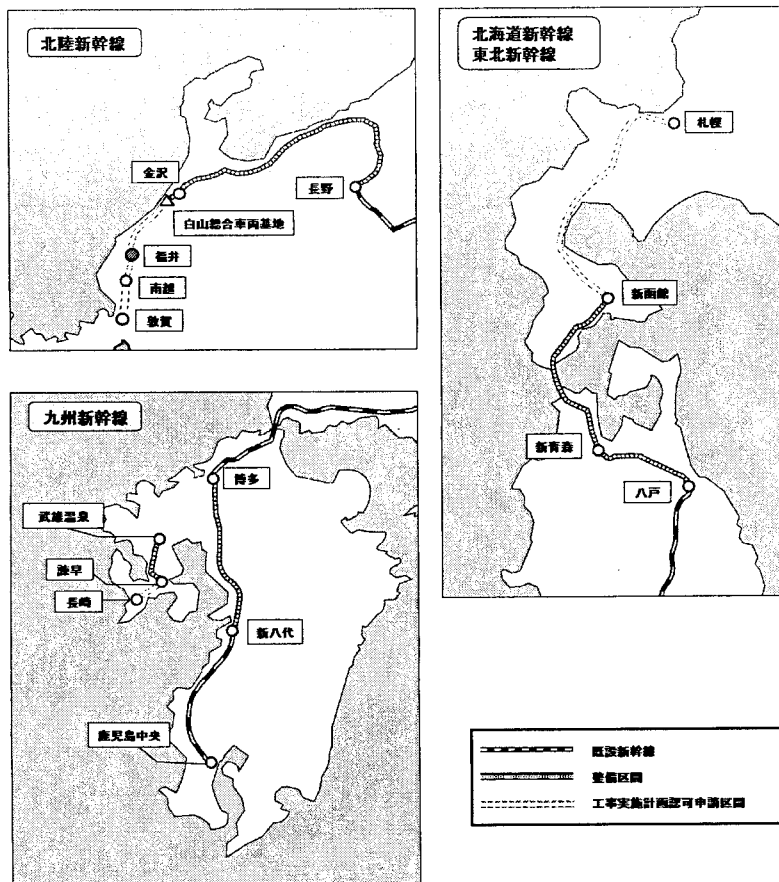 北陸新幹線
金沢
長野
白山総合車両基地
福井
南越
敦賀
九州新幹線
博多
武雄温泉
諫早
長崎
新八代
鹿児島中央
北海道新幹線
東北新幹線
札幌
新函館
新青森
八戸
既設新幹線
整備区間
工事実施計画認可申請区間